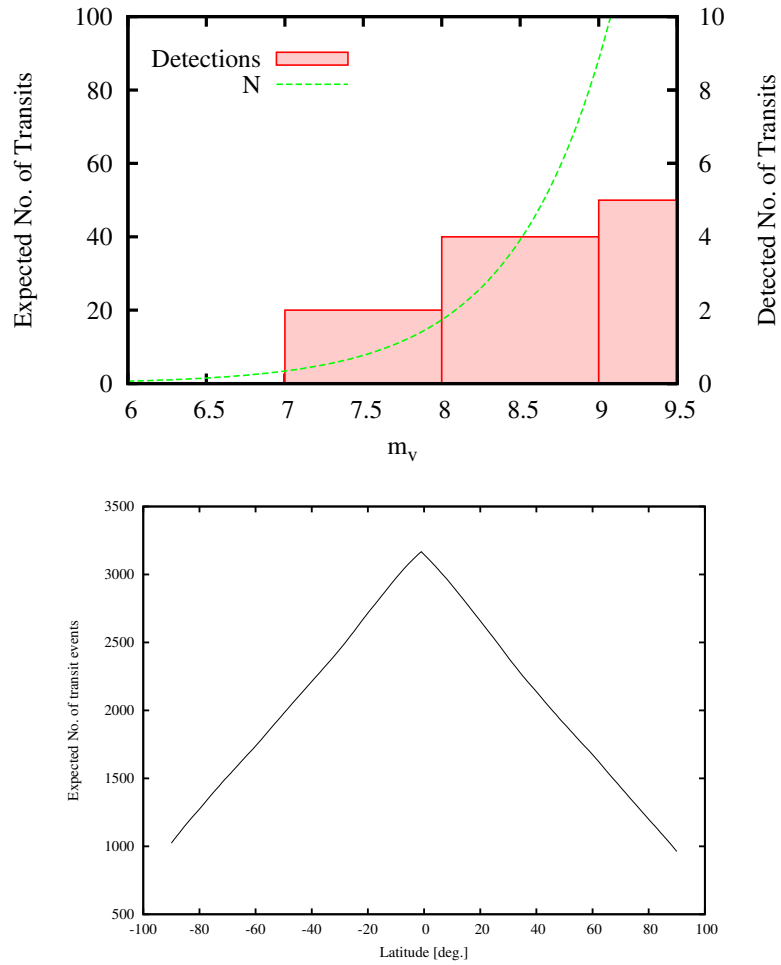 100
80
60
40
20
0
Expected No. of Transits
Detections
N
10
8
6
4
2
0
Detected No. of Transits
6 6.5 7 7.5 8 8.5 9 9.5
m_v
3500
3000
2500
2000
1500
1000
500
Expected No. of transit events
-100 -80 -60 -40 -20 0 20 40 60 80 100
Latitude [deg.]